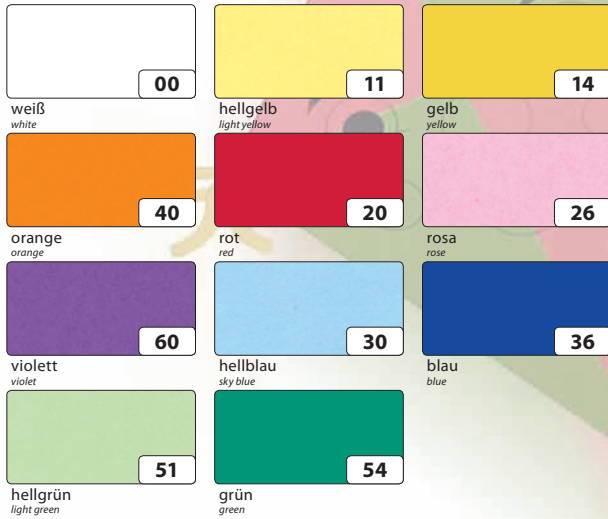 00
11
14
weiß
hellgelb
gelb
white
light yellow
yellow
40
20
26
orange
rot
rosa
orange
red
rose
60
30
36
violett
hellblau
blau
violet
sky blue
blue
51
54
hellgrün
grün
light green
green